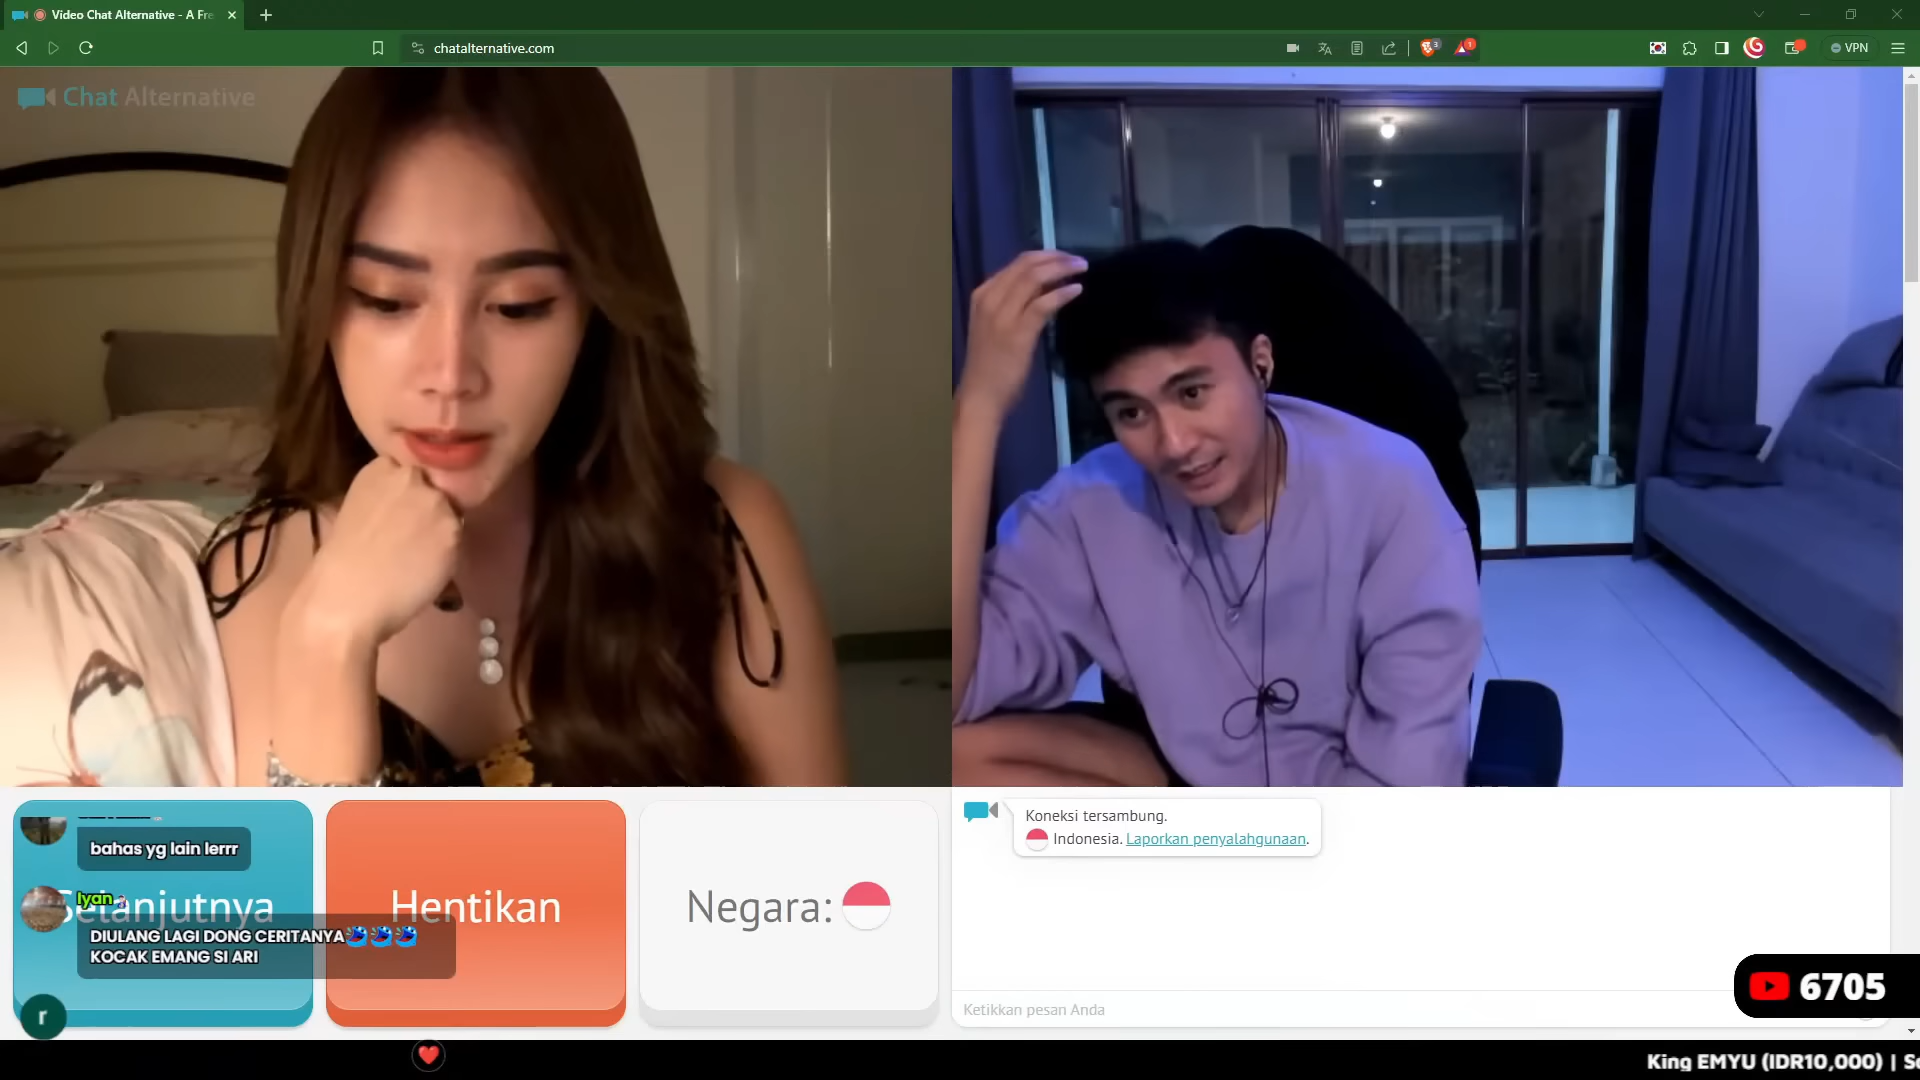 Video Chat Alternative - A Fre
chatalternative.com
3
1
VPN
Chat Alternative
bahas yg lain lerrr
Iyan
DIULANG LAGI DONG CERITANYA
KOCAK EMANG SI ARI
r
Selanjutnya
Hentikan
Negara:
Koneksi tersambung.
Indonesia. Laporkan penyalahgunaan.
Ketikkan pesan Anda
6705
King EMYU (IDR10,000) | S